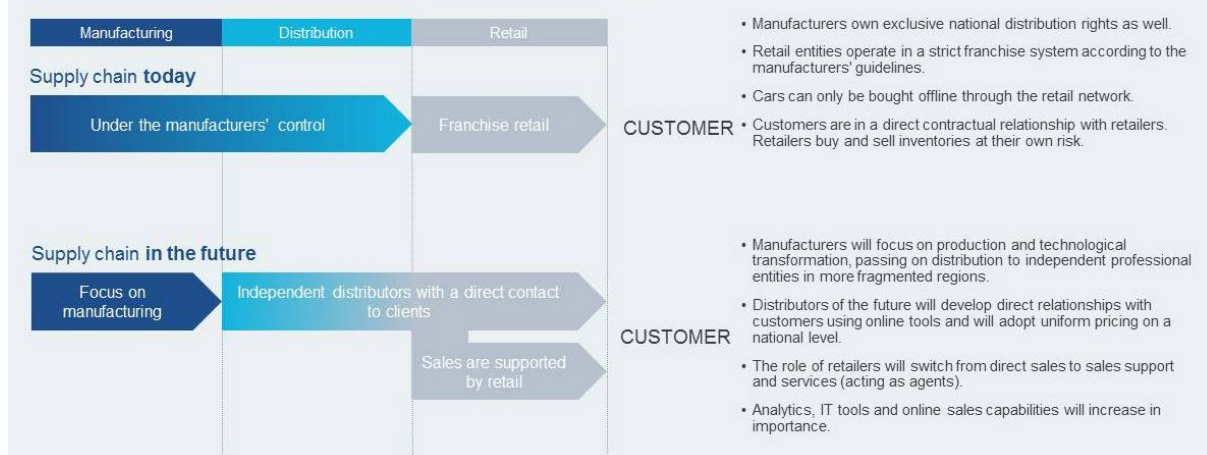 Manufacturing
Distribution
Retail
Supply chain today
Under the manufacturers' control
Franchise retail
CUSTOMER
• Manufacturers own exclusive national distribution rights as well.
• Retail entities operate in a strict franchise system according to the
manufacturers' guidelines.
• Cars can only be bought offline through the retail network.
• Customers are in a direct contractual relationship with retailers.
Retailers buy and sell inventories at their own risk.
Supply chain in the future
Focus on
manufacturing
Independent distributors with a direct contact
to clients
Sales are supported
by retail
CUSTOMER
• Manufacturers will focus on production and technological
transformation, passing on distribution to independent professional
entities in more fragmented regions.
• Distributors of the future will develop direct relationships with
customers using online tools and will adopt uniform pricing on a
national level.
• The role of retailers will switch from direct sales to sales support
and services (acting as agents).
• Analytics, IT tools and online sales capabilities will increase in
importance.